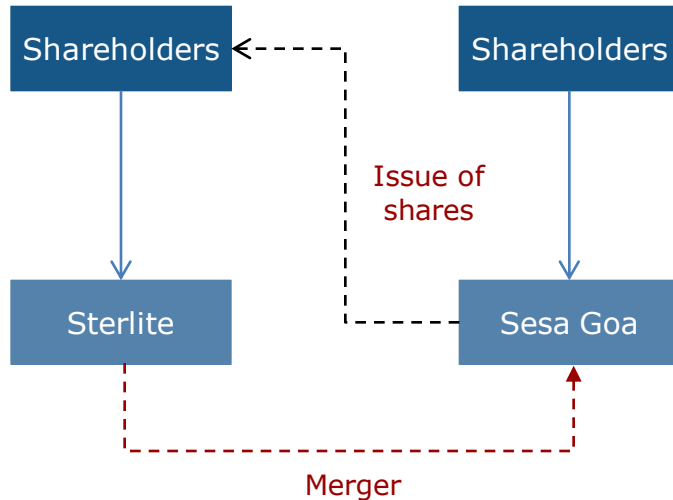 Shareholders
Shareholders
Issue of
shares
Sterlite
Sesa Goa
Merger